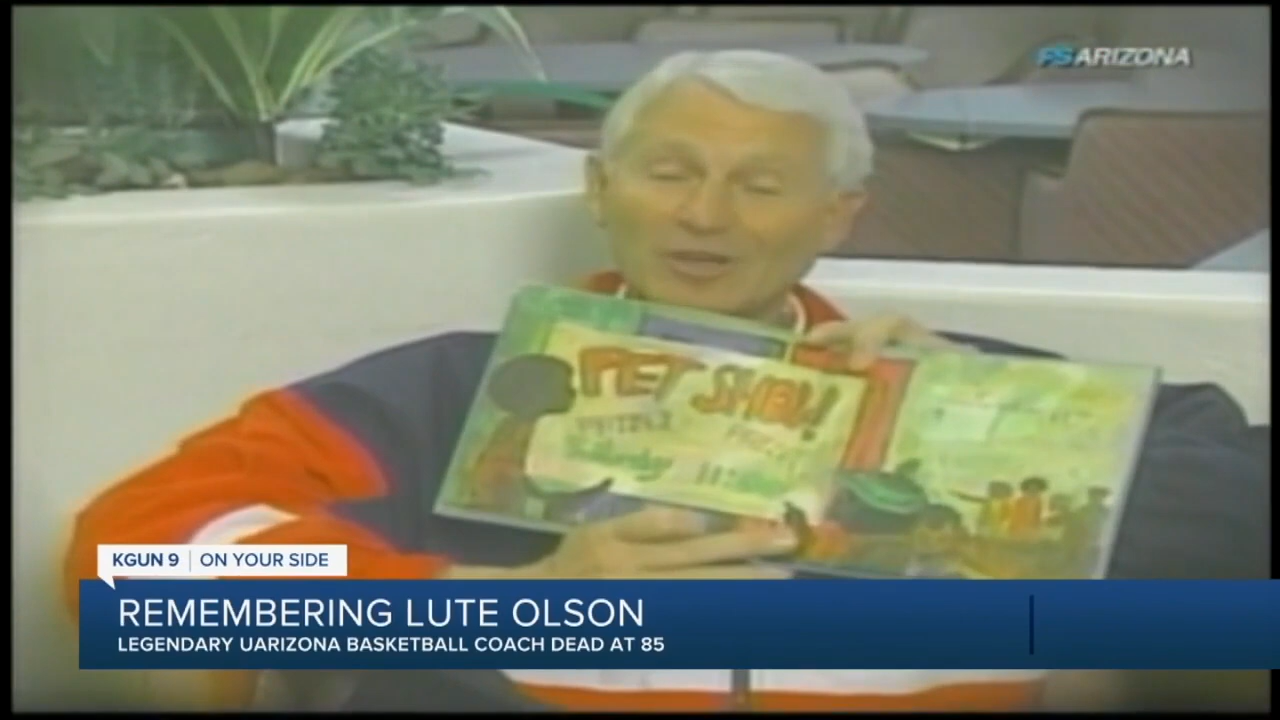 FS ARIZONA
PET SHOW!
Saturday
KGUN 9 | ON YOUR SIDE
REMEMBERING LUTE OLSON
LEGENDARY UARIZONA BASKETBALL COACH DEAD AT 85